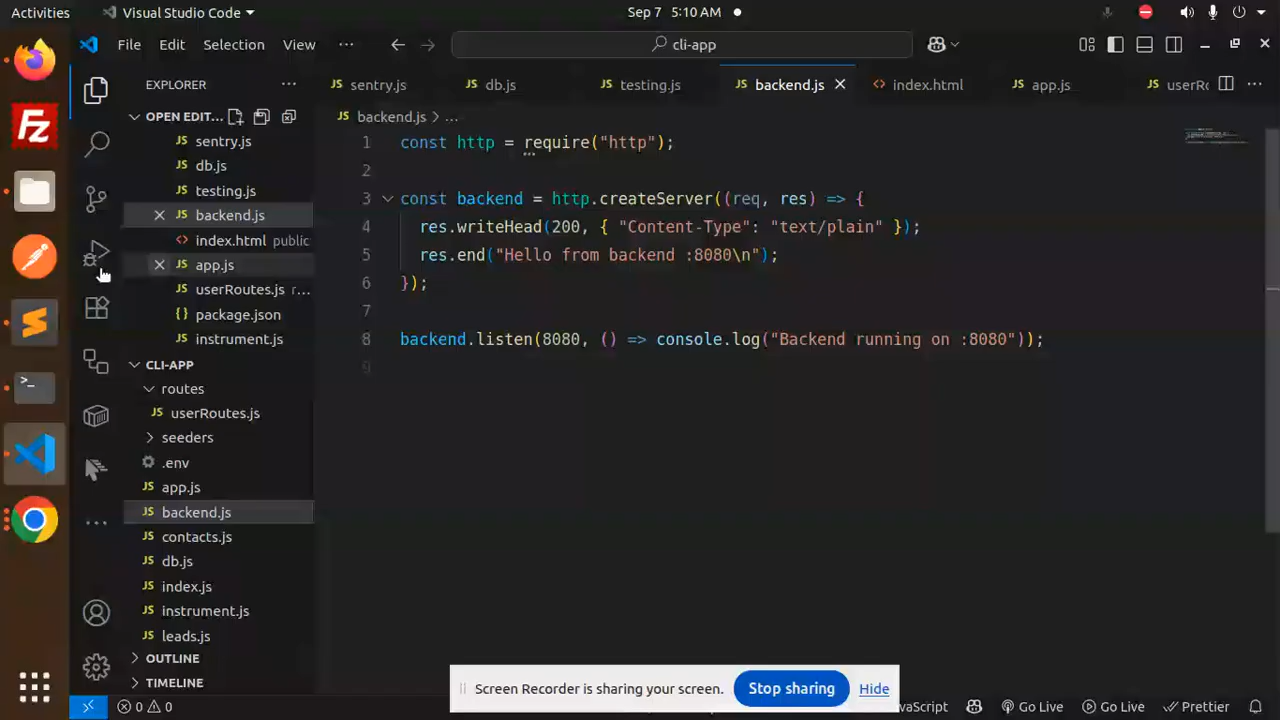 Activities
Visual Studio Code
Sep 7 5:10 AM
File Edit Selection View ...
cli-app
EXPLORER
sentry.js
db.js
testing.js
backend.js
index.html
app.js
OPEN EDIT...
sentry.js
db.js
testing.js
backend.js
index.html public
app.js
userRoutes.js r...
package.json
instrument.js
CLI-APP
routes
userRoutes.js
seeders
.env
app.js
backend.js
contacts.js
db.js
index.js
instrument.js
leads.js
OUTLINE
TIMELINE
backend.js > ...
1 const http = require("http");
2
3 const backend = http.createServer((req, res) => {
4 res.writeHead(200, { "Content-Type": "text/plain" });
5 res.end("Hello from backend :8080\n");
6 });
7
8 backend.listen(8080, () => console.log("Backend running on :8080"));
9
Screen Recorder is sharing your screen.
Stop sharing
Hide
0 0
Go Live
Go Live
Prettier